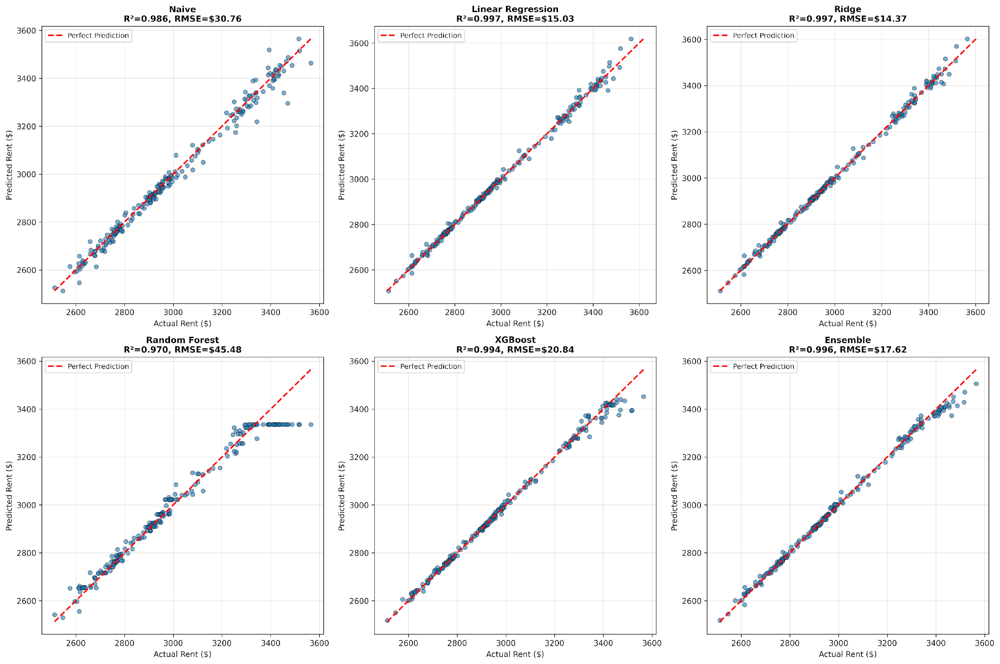 Naive
R²=0.986, RMSE=$30.76
Perfect Prediction
3600
3400
3200
3000
2800
2600
Predicted Rent ($)
2600 2800 3000 3200 3400 3600
Actual Rent ($)
Linear Regression
R²=0.997, RMSE=$15.03
Perfect Prediction
3600
3400
3200
3000
2800
2600
Predicted Rent ($)
2600 2800 3000 3200 3400 3600
Actual Rent ($)
Ridge
R²=0.997, RMSE=$14.37
Perfect Prediction
3600
3400
3200
3000
2800
2600
Predicted Rent ($)
2600 2800 3000 3200 3400 3600
Actual Rent ($)
Random Forest
R²=0.970, RMSE=$45.48
Perfect Prediction
3600
3400
3200
3000
2800
2600
Predicted Rent ($)
2600 2800 3000 3200 3400 3600
Actual Rent ($)
XGBoost
R²=0.994, RMSE=$20.84
Perfect Prediction
3600
3400
3200
3000
2800
2600
Predicted Rent ($)
2600 2800 3000 3200 3400 3600
Actual Rent ($)
Ensemble
R²=0.996, RMSE=$17.62
Perfect Prediction
3600
3400
3200
3000
2800
2600
Predicted Rent ($)
2600 2800 3000 3200 3400 3600
Actual Rent ($)